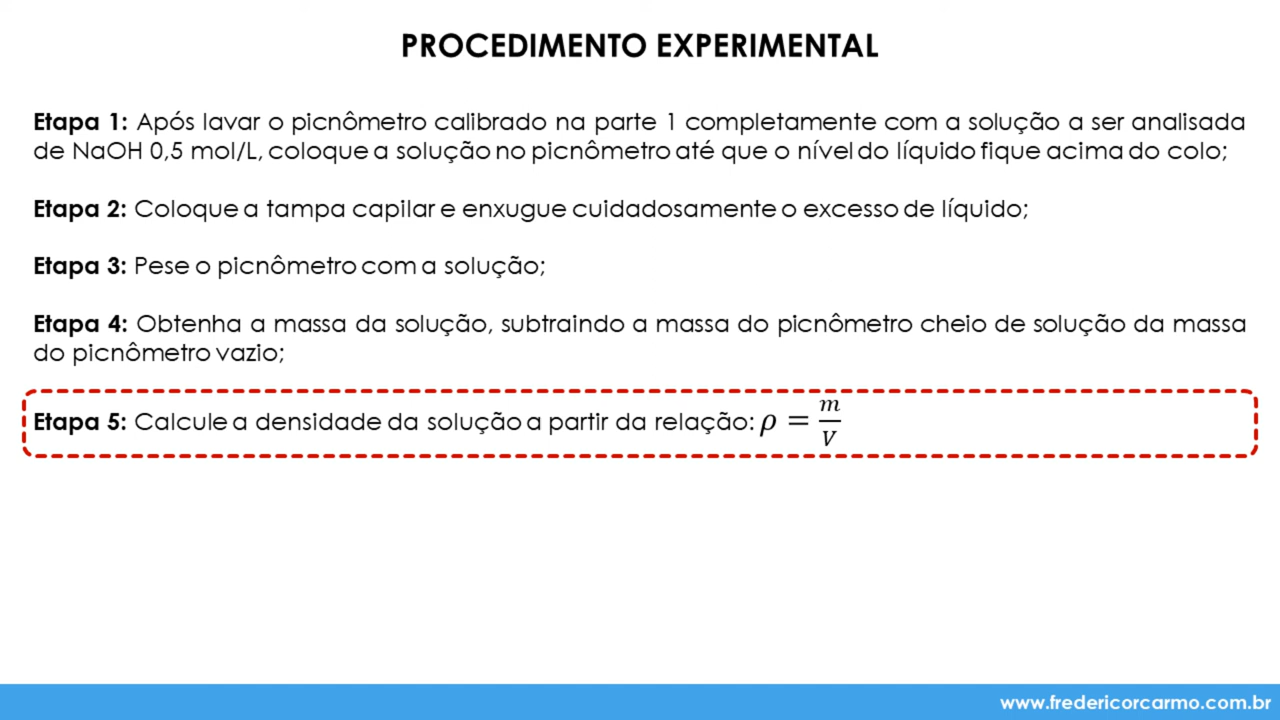 PROCEDIMENTO EXPERIMENTAL
Etapa 1: Após lavar o picnômetro calibrado na parte 1 completamente com a solução a ser analisada
de NaOH 0,5 mol/L, coloque a solução no picnômetro até que o nível do líquido fique acima do colo;
Etapa 2: Coloque a tampa capilar e enxugue cuidadosamente o excesso de líquido;
Etapa 3: Pese o picnômetro com a solução;
Etapa 4: Obtenha a massa da solução, subtraindo a massa do picnômetro cheio de solução da massa
do picnômetro vazio;
Etapa 5: Calcule a densidade da solução a partir da relação: ρ = m/V
www.fredericorcarmo.com.br